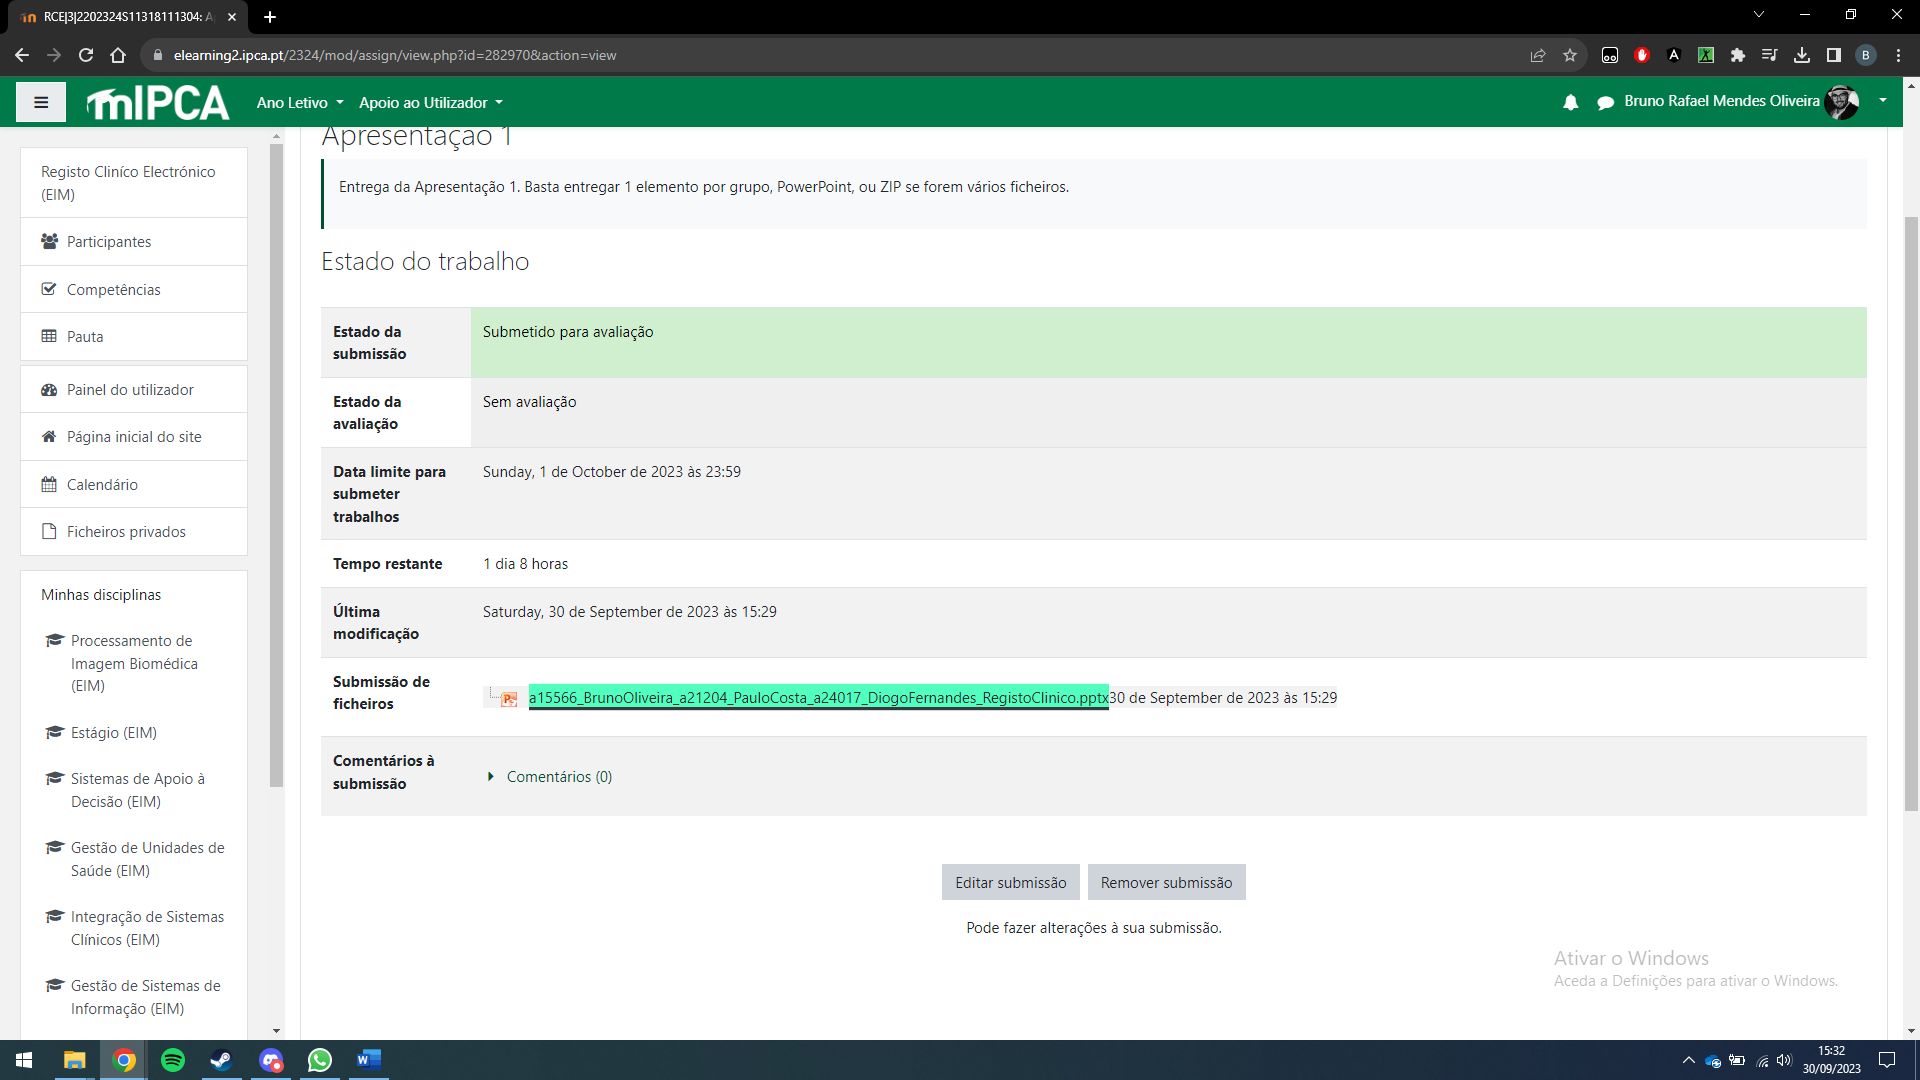 RCE|3|2202324S11318111304: A
elearning2.ipca.pt/2324/mod/assign/view.php?id=282970&action=view
B
mIPCA
Ano Letivo
Apoio ao Utilizador
Bruno Rafael Mendes Oliveira
Registo Cliníco Electrónico
(EIM)
Participantes
Competências
Pauta
Painel do utilizador
Página inicial do site
Calendário
Ficheiros privados
Minhas disciplinas
Processamento de
Imagem Biomédica
(EIM)
Estágio (EIM)
Sistemas de Apoio à
Decisão (EIM)
Gestão de Unidades de
Saúde (EIM)
Integração de Sistemas
Clínicos (EIM)
Gestão de Sistemas de
Informação (EIM)
Apresentação 1
Entrega da Apresentação 1. Basta entregar 1 elemento por grupo, PowerPoint, ou ZIP se forem vários ficheiros.
Estado do trabalho
Estado da
submissão
Submetido para avaliação
Estado da
avaliação
Sem avaliação
Data limite para
submeter
trabalhos
Sunday, 1 de October de 2023 às 23:59
Tempo restante
1 dia 8 horas
Última
modificação
Saturday, 30 de September de 2023 às 15:29
Submissão de
ficheiros
a15566_BrunoOliveira_a21204_PauloCosta_a24017_DiogoFernandes_RegistoClinico.pptx30 de September de 2023 às 15:29
Comentários à
submissão
Comentários (0)
Editar submissão
Remover submissão
Pode fazer alterações à sua submissão.
Ativar o Windows
Aceda a Definições para ativar o Windows.
15:32
30/09/2023